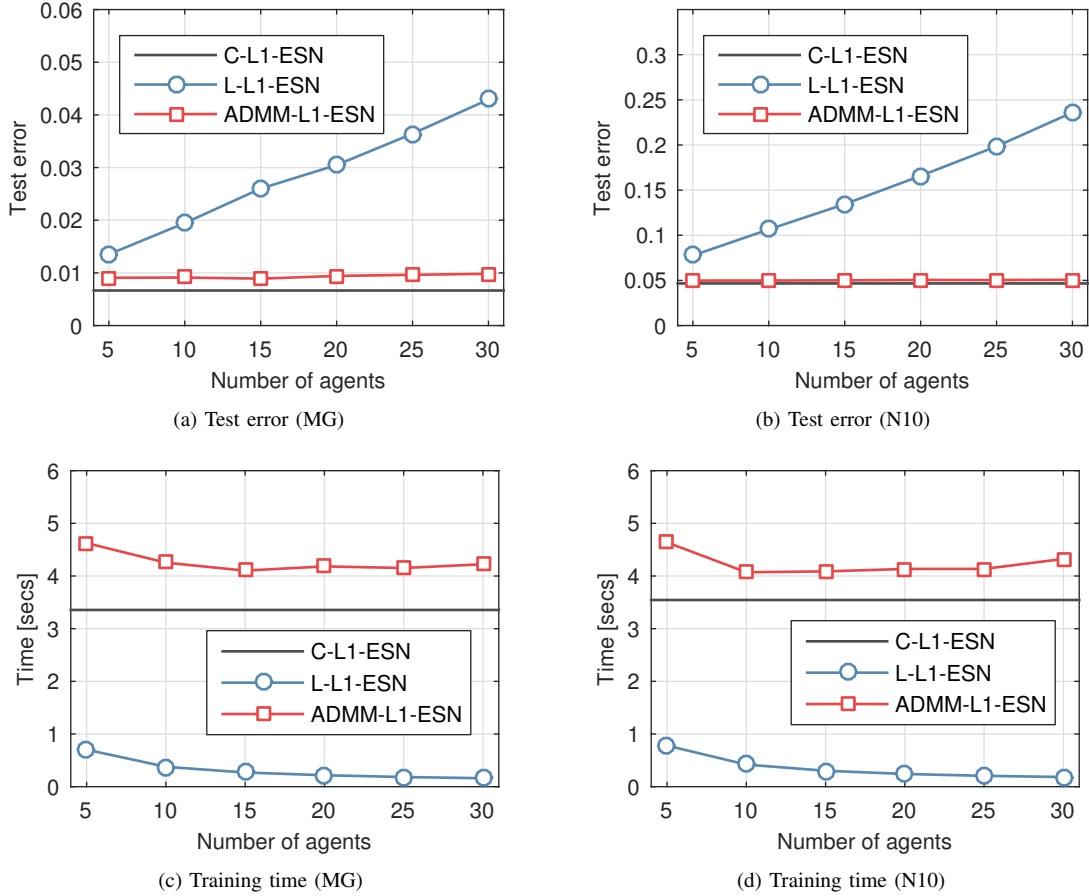 0.06
0.05
0.04
0.03
0.02
0.01
0
Test error
C-L1-ESN
L-L1-ESN
ADMM-L1-ESN
5 10 15 20 25 30
Number of agents
(a) Test error (MG)
0.3
0.25
0.2
0.15
0.1
0.05
0
Test error
C-L1-ESN
L-L1-ESN
ADMM-L1-ESN
5 10 15 20 25 30
Number of agents
(b) Test error (N10)
6
5
4
3
2
1
0
Time [secs]
C-L1-ESN
L-L1-ESN
ADMM-L1-ESN
5 10 15 20 25 30
Number of agents
(c) Training time (MG)
6
5
4
3
2
1
0
Time [secs]
C-L1-ESN
L-L1-ESN
ADMM-L1-ESN
5 10 15 20 25 30
Number of agents
(d) Training time (N10)